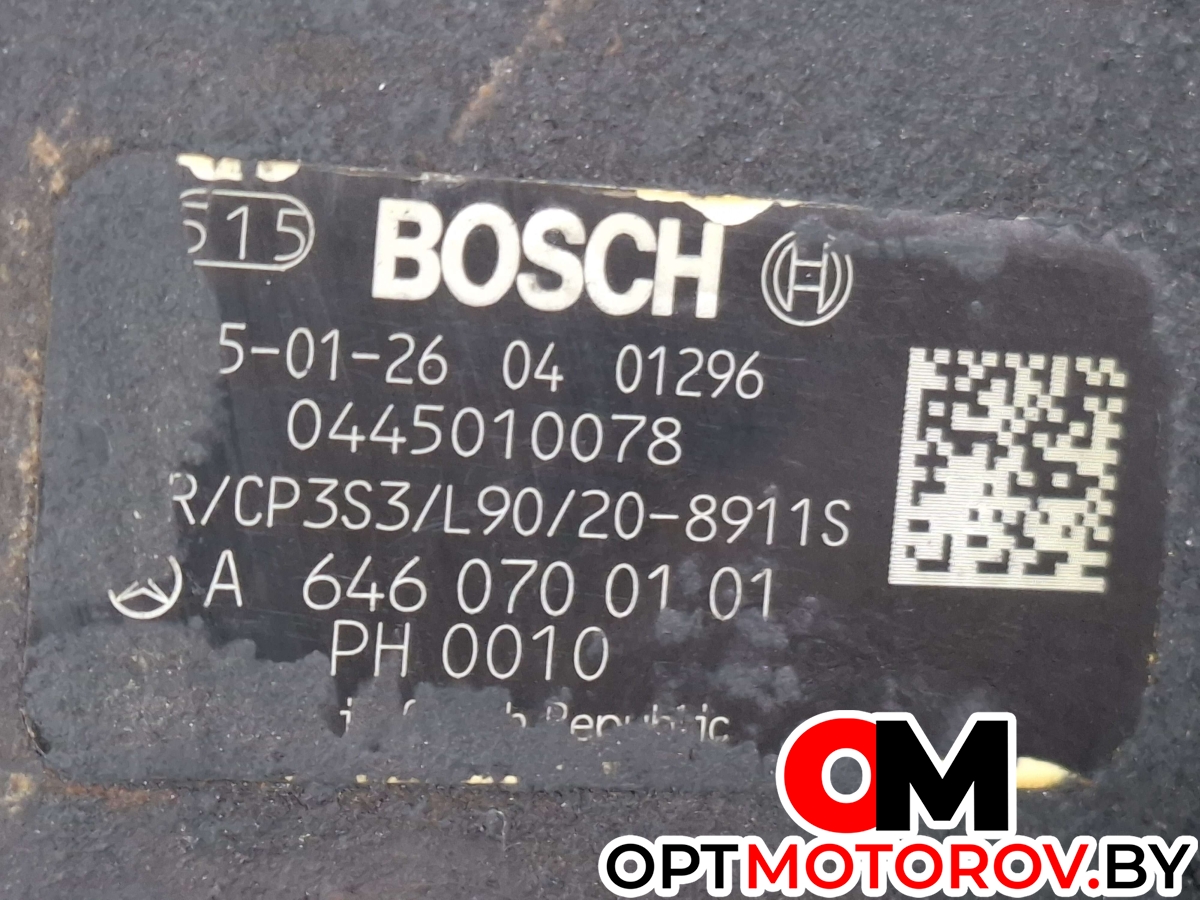 515 BOSCH
5-01-26 04 01296
0445010078
R/CP3S3/L90/20-8911S
A 646 070 01 01
PH 0010
Republic
OM
OPTMOTOROV.BY